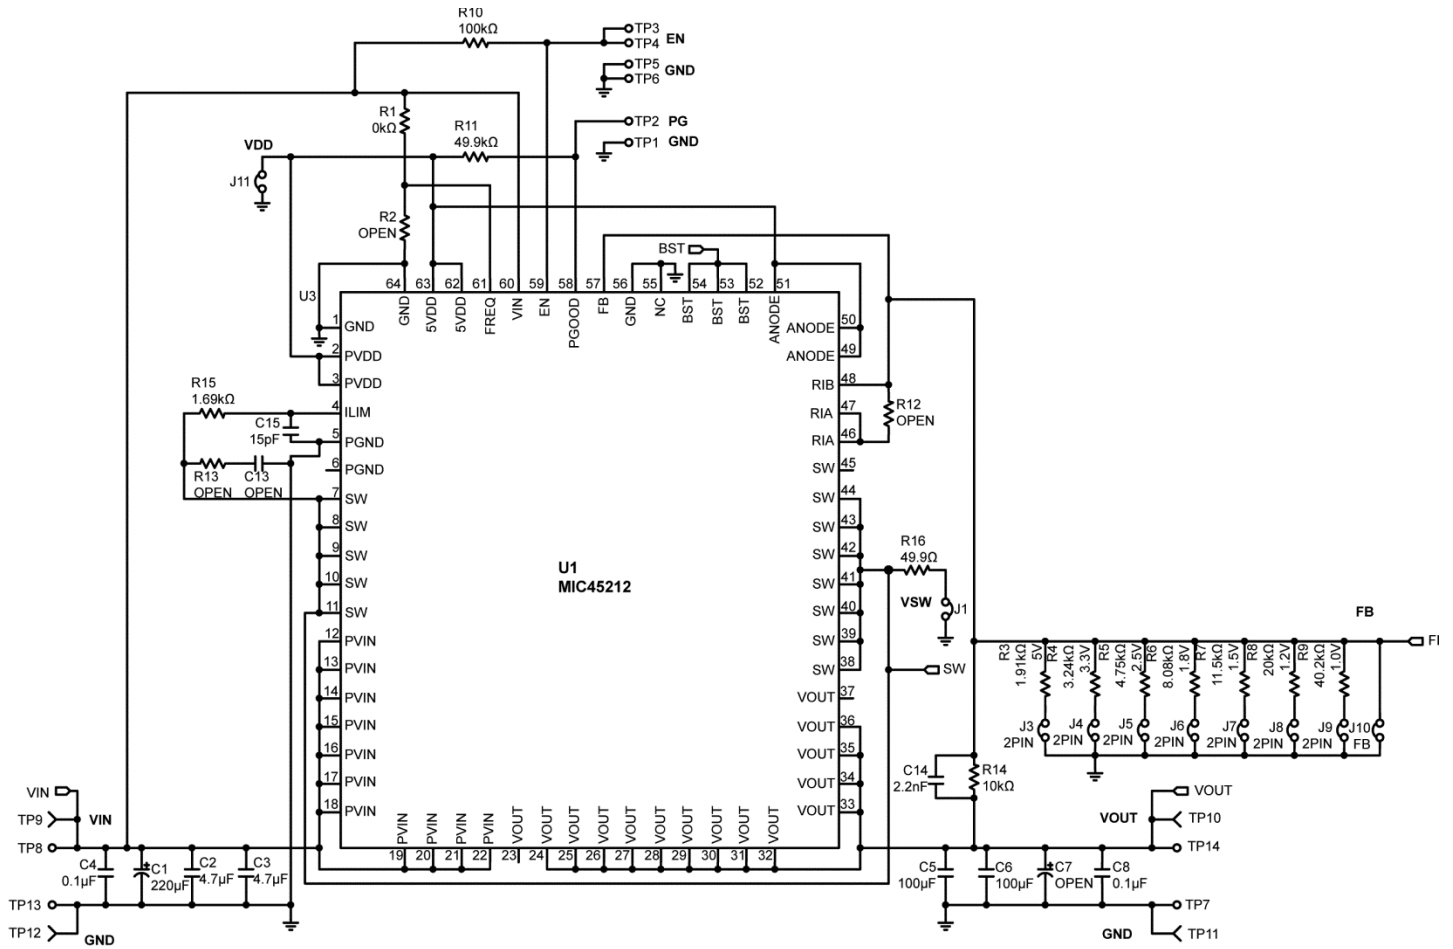 R10
100kΩ
TP3
TP4 EN
TP5
GND
TP6
R1
0kΩ
R11
49.9kΩ
TP2 PG
TP1 GND
VDD
J11
R2
OPEN
BST
U3
64 63 62 61 60 59 58 57 56 55 54 53 52 51
GND 5VDD 5VDD FREQ VIN EN PGOOD FB GND NC BST BST BST ANODE
1 GND
2 PVDD
3 PVDD
4 ILIM
5 PGND
6 PGND
7 SW
8 SW
9 SW
10 SW
11 SW
12 PVIN
13 PVIN
14 PVIN
15 PVIN
16 PVIN
17 PVIN
18 PVIN
ANODE 50
ANODE 49
RIB 48
RIA 47
RIA 46
SW 45
SW 44
SW 43
SW 42
SW 41
SW 40
SW 39
SW 38
VOUT 37
VOUT 36
VOUT 35
VOUT 34
VOUT 33
PVIN PVIN PVIN PVIN VOUT VOUT VOUT VOUT VOUT VOUT VOUT VOUT VOUT VOUT
19 20 21 22 23 24 25 26 27 28 29 30 31 32
U1
MIC45212
R15
1.69kΩ
C15
15pF
R13
OPEN
C13
OPEN
R12
OPEN
R16
49.9Ω
VSW
J1
SW
FB
R3
1.91kΩ
5V
R4
3.24kΩ
3.3V
R5
4.75kΩ
2.5V
R6
8.08kΩ
1.8V
R7
11.5kΩ
1.5V
R8
20kΩ
1.2V
R9
40.2kΩ
1.0V
J3
2PIN
J4
2PIN
J5
2PIN
J6
2PIN
J7
2PIN
J8
2PIN
J9
2PIN
J10
FB
C14
2.2nF
R14
10kΩ
VIN
TP9 VIN
TP8
C4
0.1µF
C1
220µF
C2
4.7µF
C3
4.7µF
TP13
TP12 GND
VOUT
VOUT TP10
TP14
C5
100µF
C6
100µF
C7
OPEN
C8
0.1µF
TP7
GND TP11